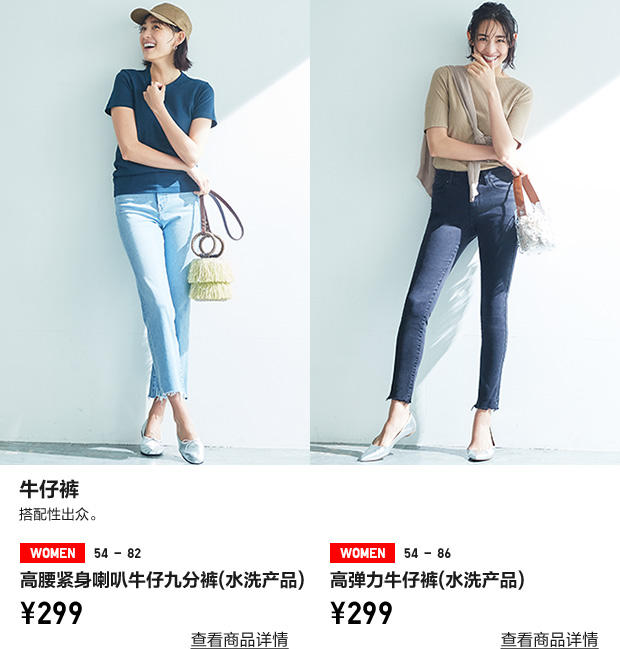 牛仔裤
搭配性出众。
WOMEN 54 - 82
高腰紧身喇叭牛仔九分裤(水洗产品)
¥299
查看商品详情
WOMEN 54 - 86
高弹力牛仔裤(水洗产品)
¥299
查看商品详情